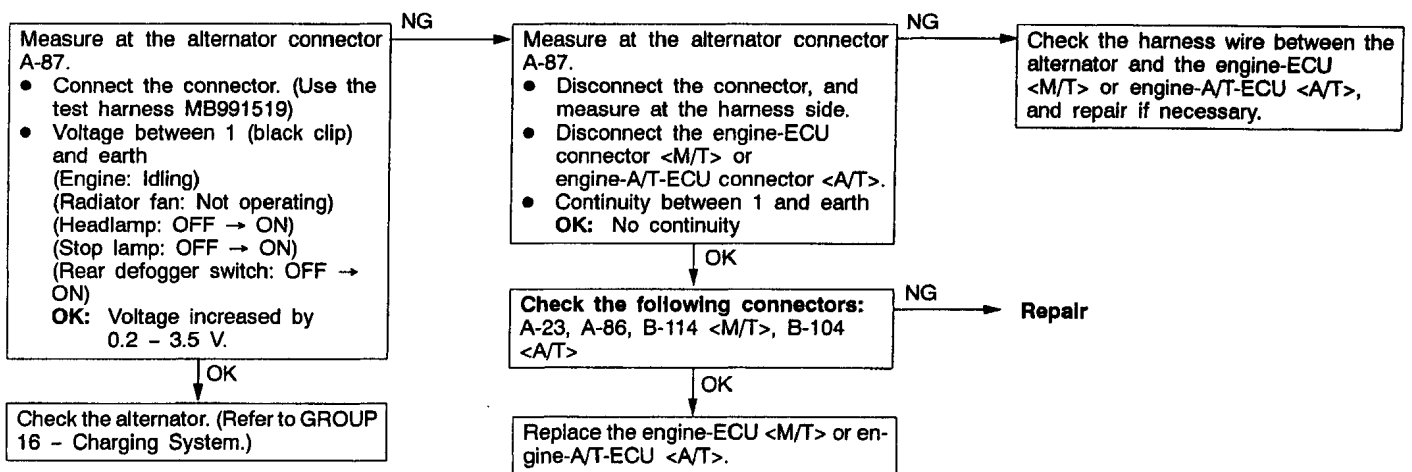 NG
Measure at the alternator connector
A-87.
● Connect the connector. (Use the
test harness MB991519)
● Voltage between 1 (black clip)
and earth
(Engine: Idling)
(Radiator fan: Not operating)
(Headlamp: OFF → ON)
(Stop lamp: OFF → ON)
(Rear defogger switch: OFF →
ON)
OK: Voltage increased by
0.2 – 3.5 V.
OK
Check the alternator. (Refer to GROUP
16 – Charging System.)
NG
Measure at the alternator connector
A-87.
● Disconnect the connector, and
measure at the harness side.
● Disconnect the engine-ECU
connector <M/T> or
engine-A/T-ECU connector <A/T>.
● Continuity between 1 and earth
OK: No continuity
OK
Check the following connectors:
A-23, A-86, B-114 <M/T>, B-104
<A/T>
NG
Repair
OK
Replace the engine-ECU <M/T> or en-
gine-A/T-ECU <A/T>.
Check the harness wire between the
alternator and the engine-ECU
<M/T> or engine-A/T-ECU <A/T>,
and repair if necessary.